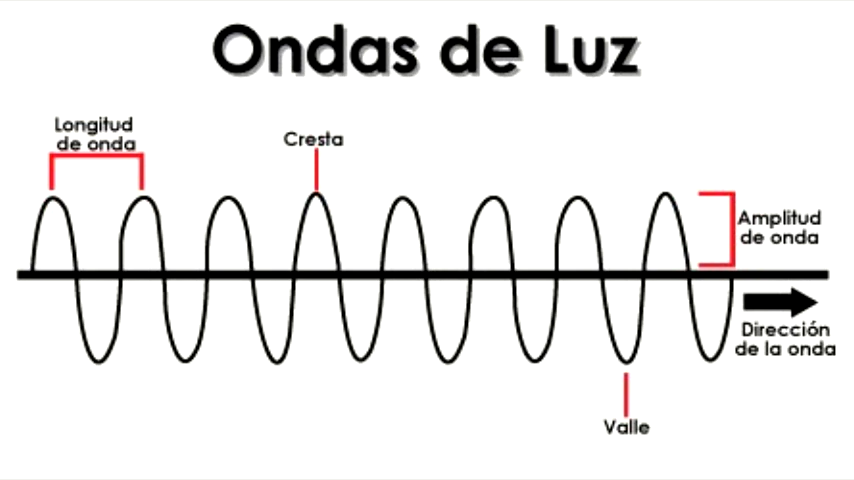 Ondas de Luz
Longitud
de onda
Cresta
Amplitud
de onda
Dirección
de la onda
Valle